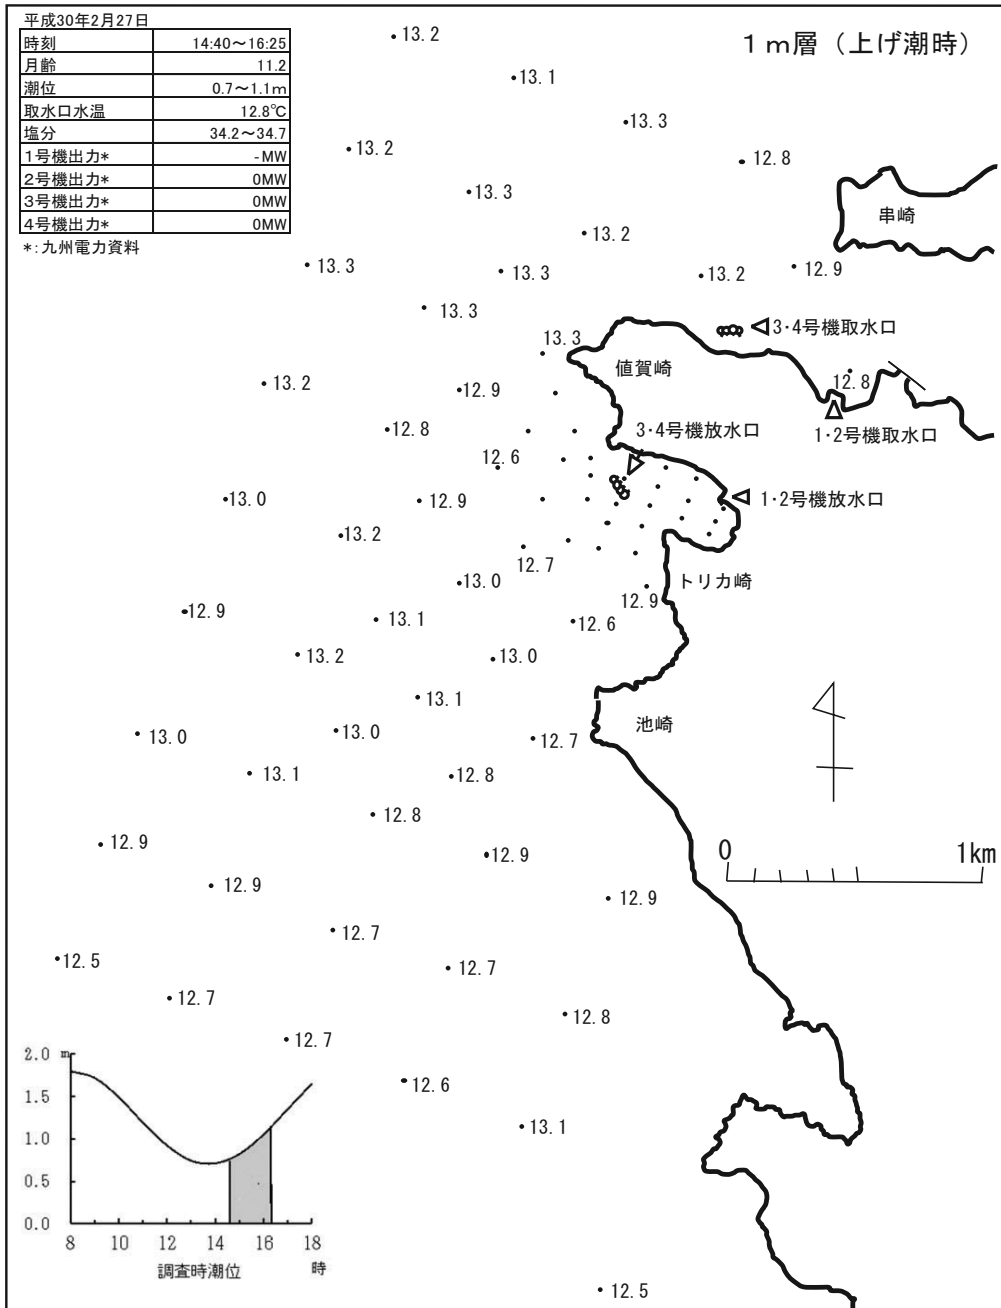 平成30年2月27日
時刻 14:40～16:25
月齢 11.2
潮位 0.7～1.1m
取水口水温 12.8℃
塩分 34.2～34.7
1号機出力* -MW
2号機出力* 0MW
3号機出力* 0MW
4号機出力* 0MW
*:九州電力資料
1m層（上げ潮時）
13.2
13.1
13.3
13.2
12.8
13.3
串崎
13.2
13.3
13.3
13.2
12.9
13.3
3･4号機取水口
13.3
値賀崎
13.2
12.9
12.8
12.8
3･4号機放水口
1･2号機取水口
12.6
13.0
12.9
1･2号機放水口
13.2
12.7
13.0
トリカ崎
12.9
12.9
13.1
12.6
13.2
13.0
13.1
池崎
13.0
13.0
12.7
13.1
12.8
12.8
12.9
0 1km
12.9
12.9
12.9
12.7
12.5
12.7
12.7
12.8
12.7
12.6
13.1
12.5
2.0 m
1.5
1.0
0.5
0.0
8 10 12 14 16 18
調査時潮位 時